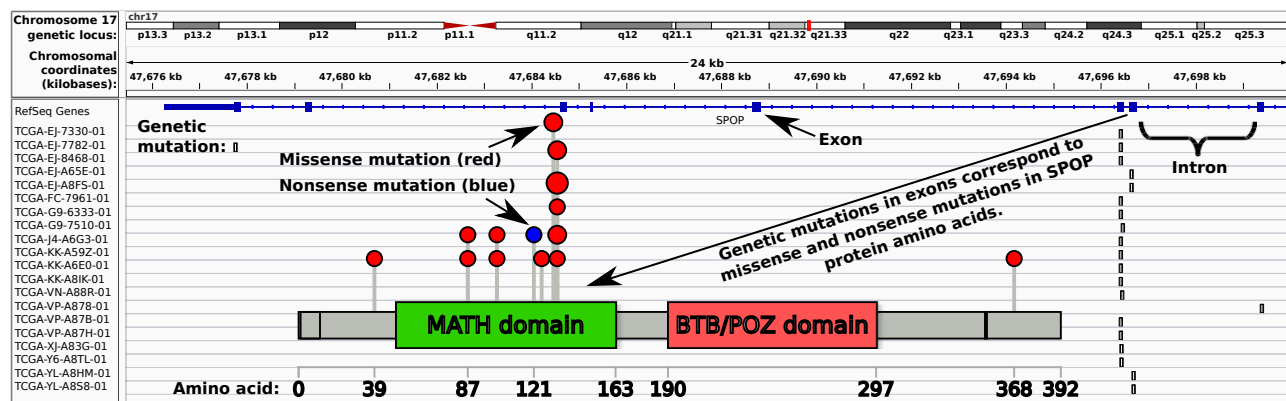 Chromosome 17
genetic locus:
chr17
p13.3 p13.2 p13.1 p12 p11.2 p11.1 q11.2 q12 q21.1 q21.31 q21.32 q21.33 q22 q23.1 q23.3 q24.2 q24.3 q25.1 q25.2 q25.3
Chromosomal
coordinates
(kilobases):
24 kb
47,676 kb 47,678 kb 47,680 kb 47,682 kb 47,684 kb 47,686 kb 47,688 kb 47,690 kb 47,692 kb 47,694 kb 47,696 kb 47,698 kb
RefSeq Genes
SPOP
TCGA-EJ-7330-01
TCGA-EJ-7782-01
TCGA-EJ-8468-01
TCGA-EJ-A65E-01
TCGA-EJ-A8FS-01
TCGA-FC-7961-01
TCGA-G9-6333-01
TCGA-G9-7510-01
TCGA-J4-A6G3-01
TCGA-KK-A59Z-01
TCGA-KK-A6E0-01
TCGA-KK-A8IK-01
TCGA-VN-A88R-01
TCGA-VP-A878-01
TCGA-VP-A87B-01
TCGA-VP-A87H-01
TCGA-XJ-A83G-01
TCGA-Y6-A8TL-01
TCGA-YL-A8HM-01
TCGA-YL-A8S8-01
Genetic
mutation:
Missense mutation (red)
Nonsense mutation (blue)
Exon
Intron
Genetic mutations in exons correspond to
missense and nonsense mutations in SPOP
protein amino acids.
MATH domain
BTB/POZ domain
Amino acid: 0 39 87 121 163 190 297 368 392